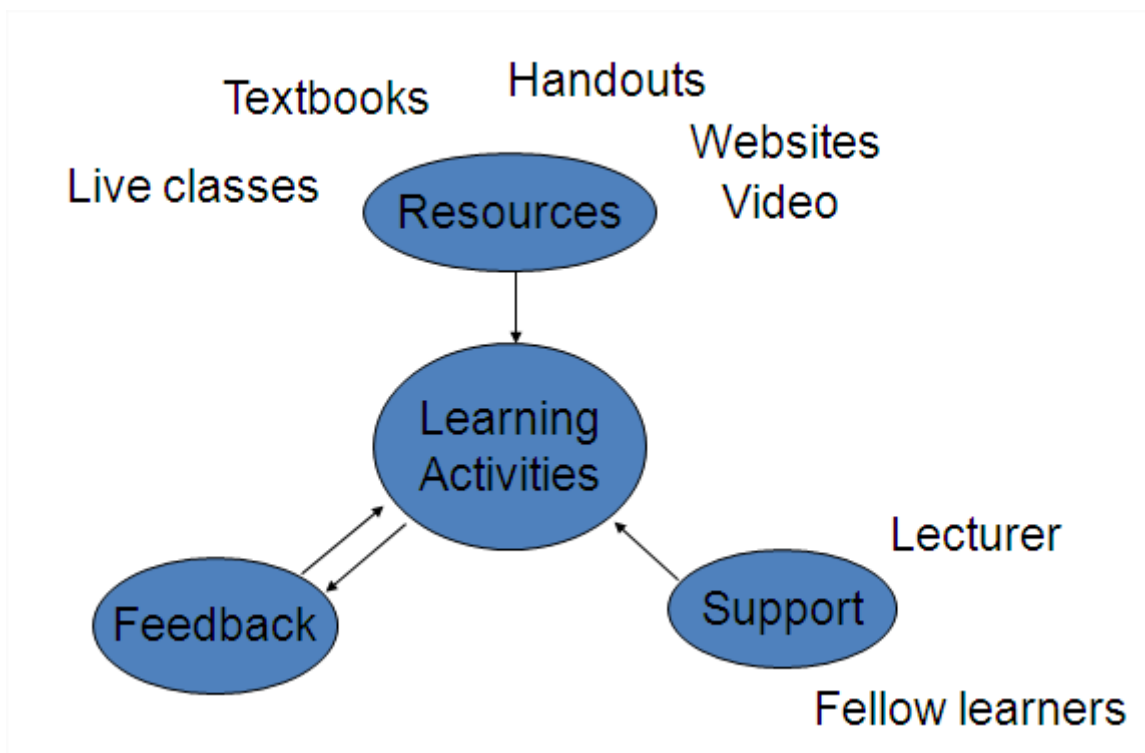 Handouts
Textbooks
Websites
Video
Live classes
Resources
Learning
Activities
Lecturer
Support
Feedback
Fellow learners